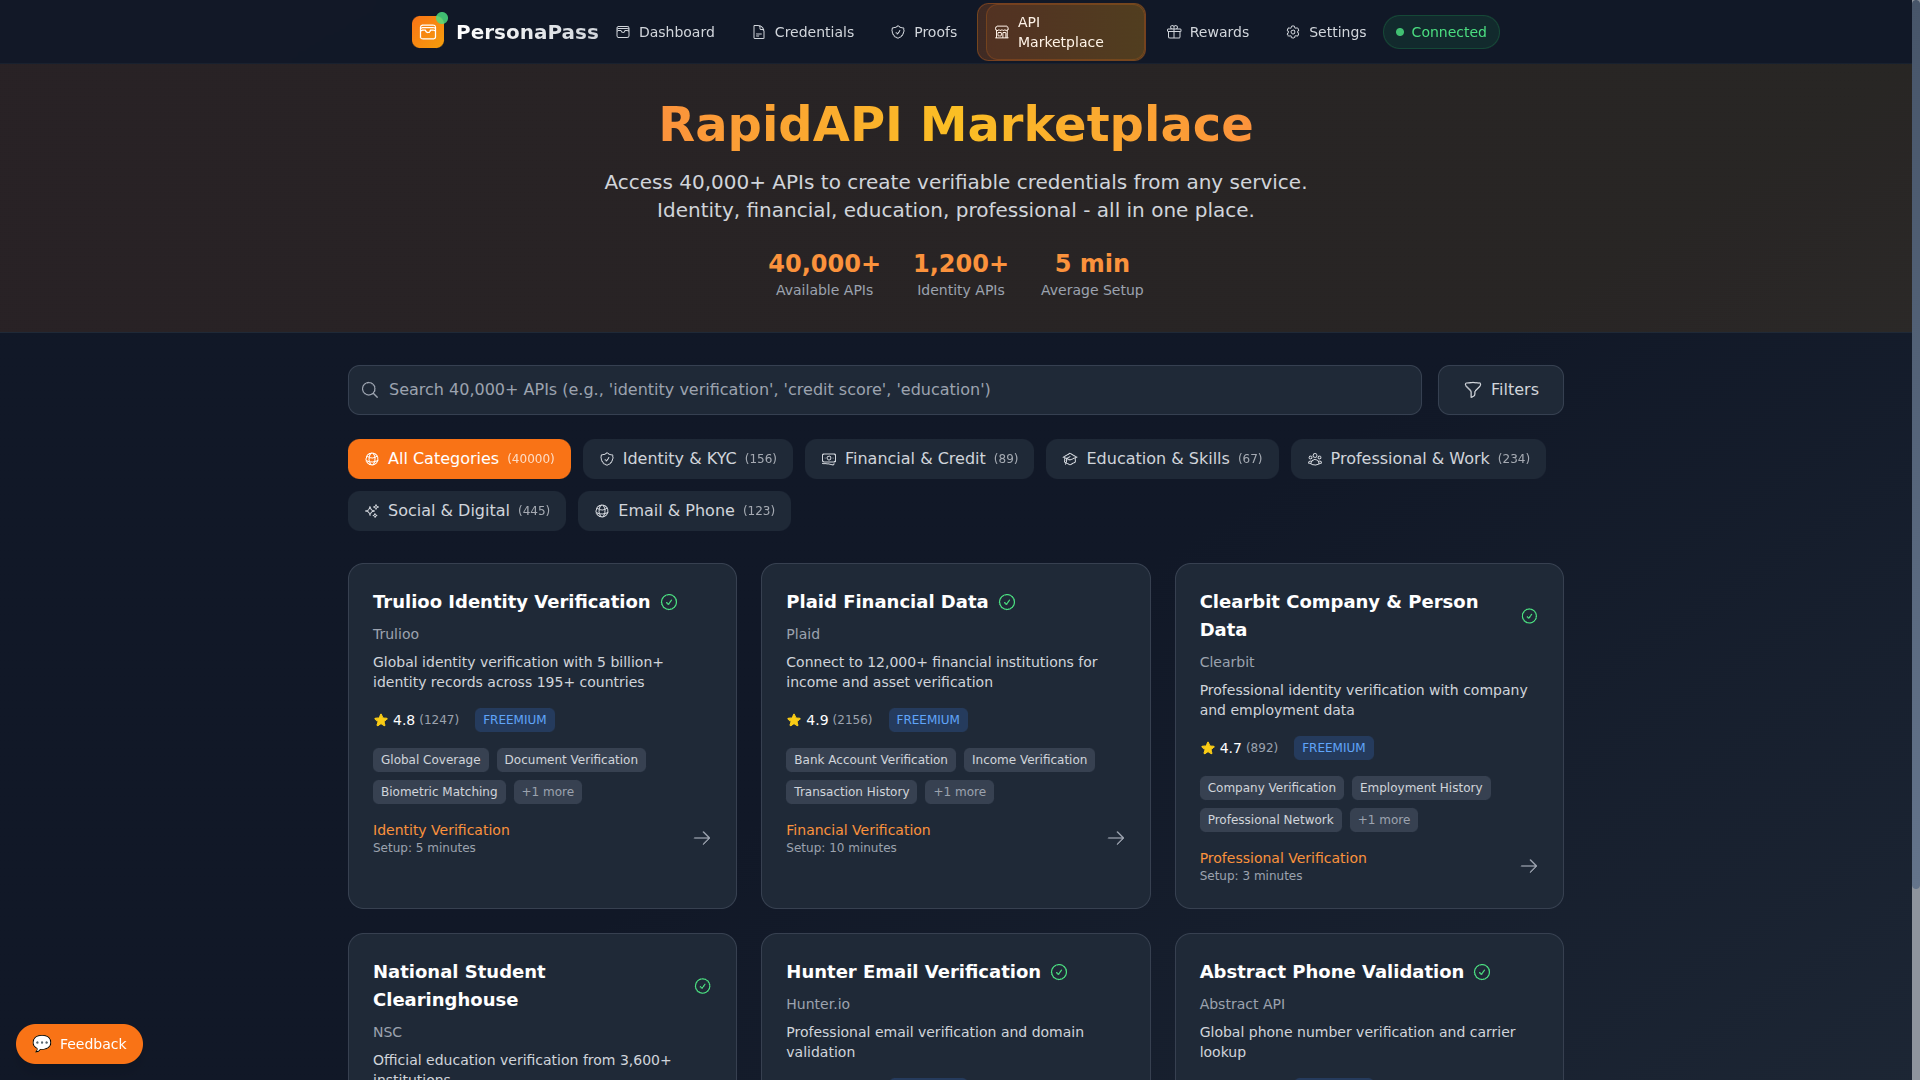 PersonaPass
Dashboard
Credentials
Proofs
API
Marketplace
Rewards
Settings
Connected
RapidAPI Marketplace
Access 40,000+ APIs to create verifiable credentials from any service.
Identity, financial, education, professional - all in one place.
40,000+
Available APIs
1,200+
Identity APIs
5 min
Average Setup
Search 40,000+ APIs (e.g., 'identity verification', 'credit score', 'education')
Filters
All Categories (40000)
Identity & KYC (156)
Financial & Credit (89)
Education & Skills (67)
Professional & Work (234)
Social & Digital (445)
Email & Phone (123)
Trulioo Identity Verification
Trulioo
Global identity verification with 5 billion+
identity records across 195+ countries
4.8 (1247) FREEMIUM
Global Coverage
Document Verification
Biometric Matching
+1 more
Identity Verification
Setup: 5 minutes
Plaid Financial Data
Plaid
Connect to 12,000+ financial institutions for
income and asset verification
4.9 (2156) FREEMIUM
Bank Account Verification
Income Verification
Transaction History
+1 more
Financial Verification
Setup: 10 minutes
Clearbit Company & Person
Data
Clearbit
Professional identity verification with company
and employment data
4.7 (892) FREEMIUM
Company Verification
Employment History
Professional Network
+1 more
Professional Verification
Setup: 3 minutes
National Student
Clearinghouse
NSC
Official education verification from 3,600+
institutions
Hunter Email Verification
Hunter.io
Professional email verification and domain
validation
Abstract Phone Validation
Abstract API
Global phone number verification and carrier
lookup
Feedback